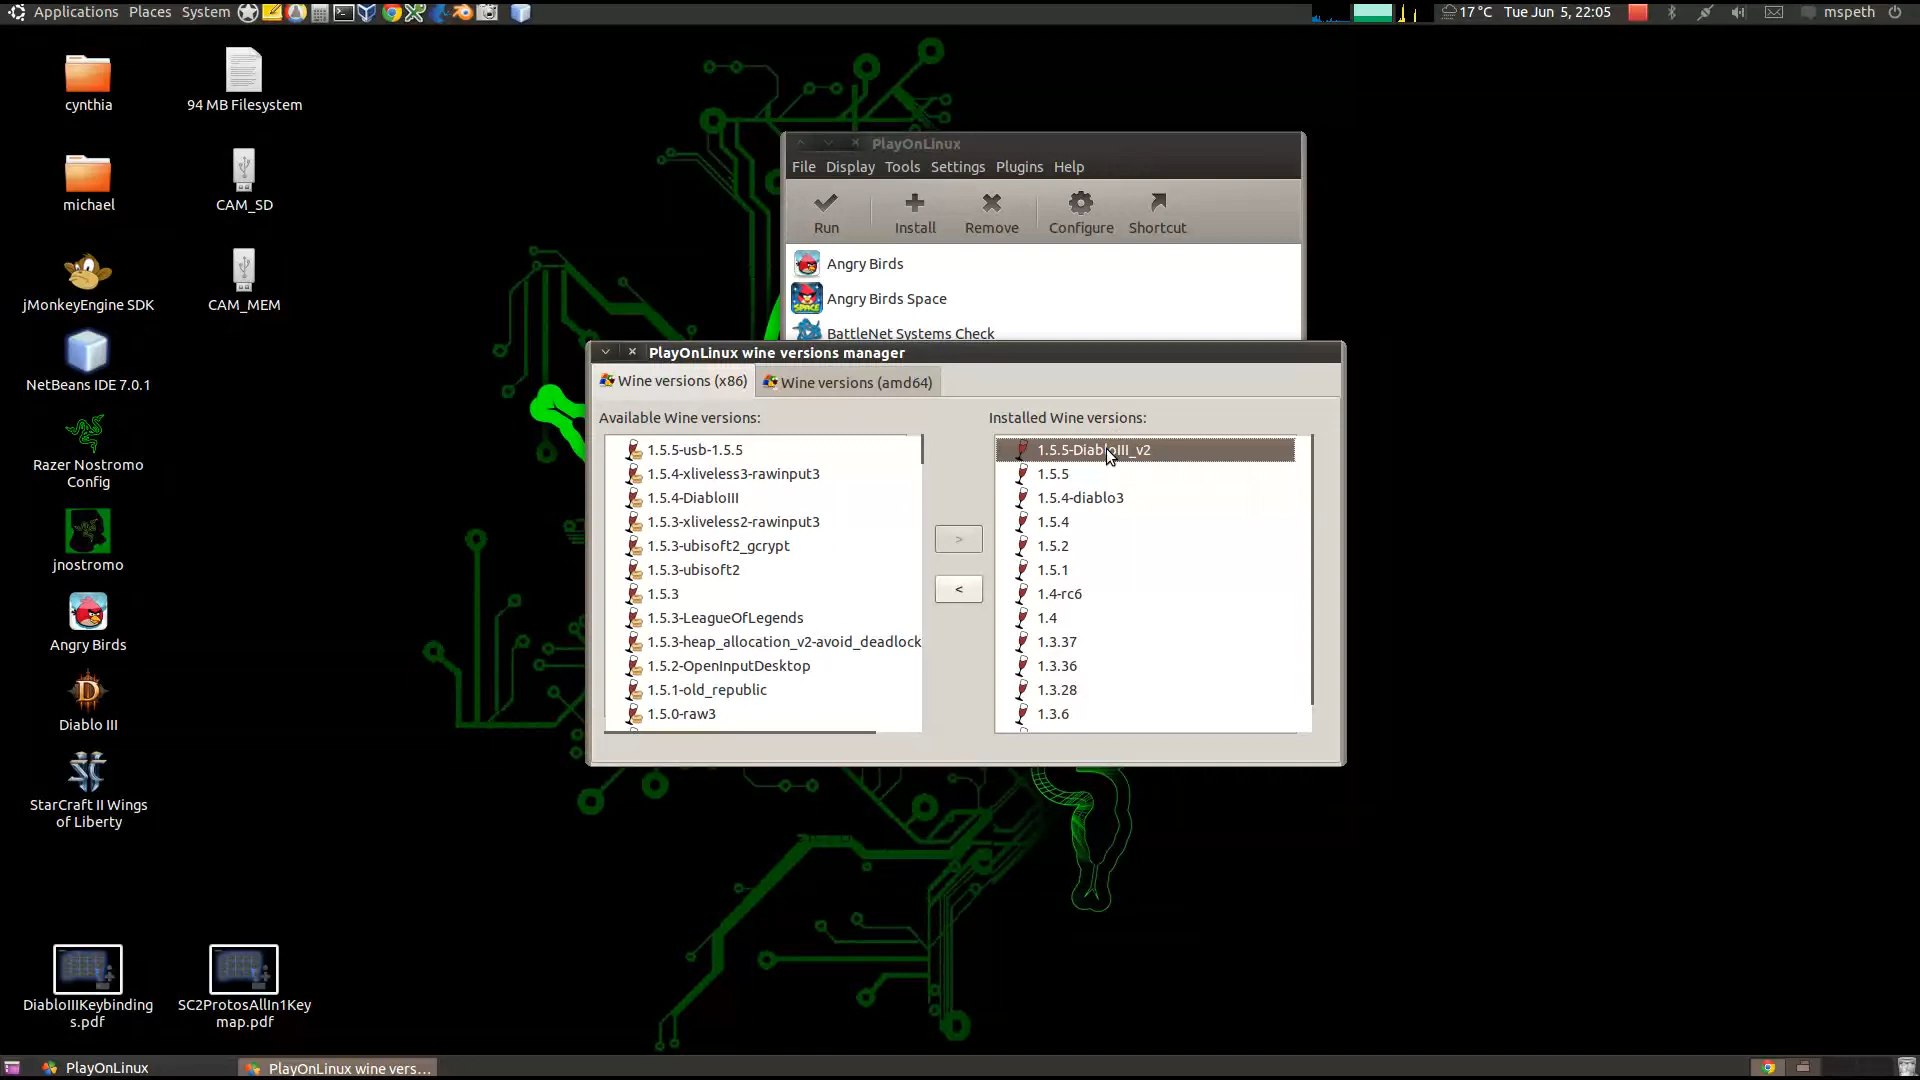 Applications Places System
17 °C Tue Jun 5, 22:05 mspeth
cynthia
94 MB Filesystem
michael
CAM_SD
jMonkeyEngine SDK
CAM_MEM
NetBeans IDE 7.0.1
Razer Nostromo
Config
jnostromo
Angry Birds
Diablo III
StarCraft II Wings
of Liberty
DiabloIIIKeybinding
s.pdf
SC2ProtosAllIn1Key
map.pdf
PlayOnLinux
File Display Tools Settings Plugins Help
Run Install Remove Configure Shortcut
Angry Birds
Angry Birds Space
SPACE
BattleNet Systems Check
PlayOnLinux wine versions manager
Wine versions (x86) Wine versions (amd64)
Available Wine versions:
1.5.5-usb-1.5.5
1.5.4-xliveless3-rawinput3
1.5.4-DiabloIII
1.5.3-xliveless2-rawinput3
1.5.3-ubisoft2_gcrypt
1.5.3-ubisoft2
1.5.3
1.5.3-LeagueOfLegends
1.5.3-heap_allocation_v2-avoid_deadlock
1.5.2-OpenInputDesktop
1.5.1-old_republic
1.5.0-raw3
>
<
Installed Wine versions:
1.5.5-DiabloIII_v2
1.5.5
1.5.4-diablo3
1.5.4
1.5.2
1.5.1
1.4-rc6
1.4
1.3.37
1.3.36
1.3.28
1.3.6
PlayOnLinux
PlayOnLinux wine vers...